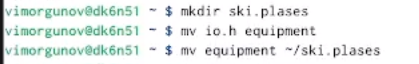 vimorgunov@dk6n51 ~ $ mkdir ski.plases
vimorgunov@dk6n51 ~ $ mv io.h equipment
vimorgunov@dk6n51 ~ $ mv equipment ~/ski.plases